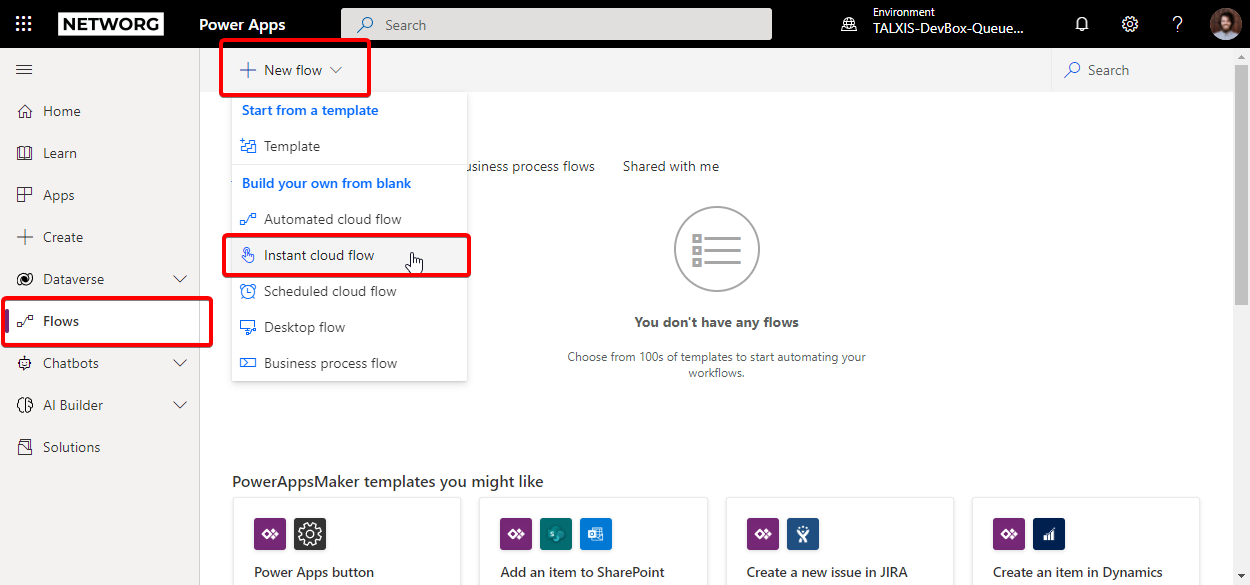 NETWORG
Power Apps
Search
Environment
TALXIS-DevBox-Queue...
?
New flow
Search
Home
Learn
Apps
Create
Dataverse
Flows
Chatbots
AI Builder
Solutions
Start from a template
Template
Build your own from blank
Automated cloud flow
Instant cloud flow
Scheduled cloud flow
Desktop flow
Business process flow
usiness process flows
Shared with me
You don't have any flows
Choose from 100s of templates to start automating your
workflows.
PowerAppsMaker templates you might like
Power Apps button
Add an item to SharePoint
Create a new issue in JIRA
Create an item in Dynamics